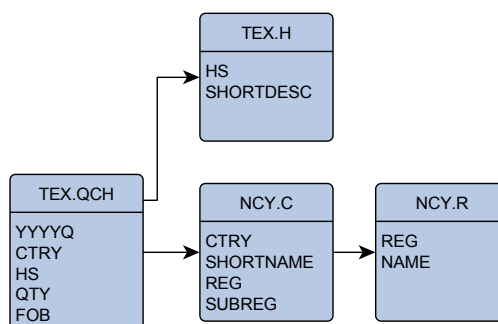 TEX.H
HS
SHORTDESC
TEX.QCH
YYYYQ
CTRY
HS
QTY
FOB
NCY.C
CTRY
SHORTNAME
REG
SUBREG
NCY.R
REG
NAME